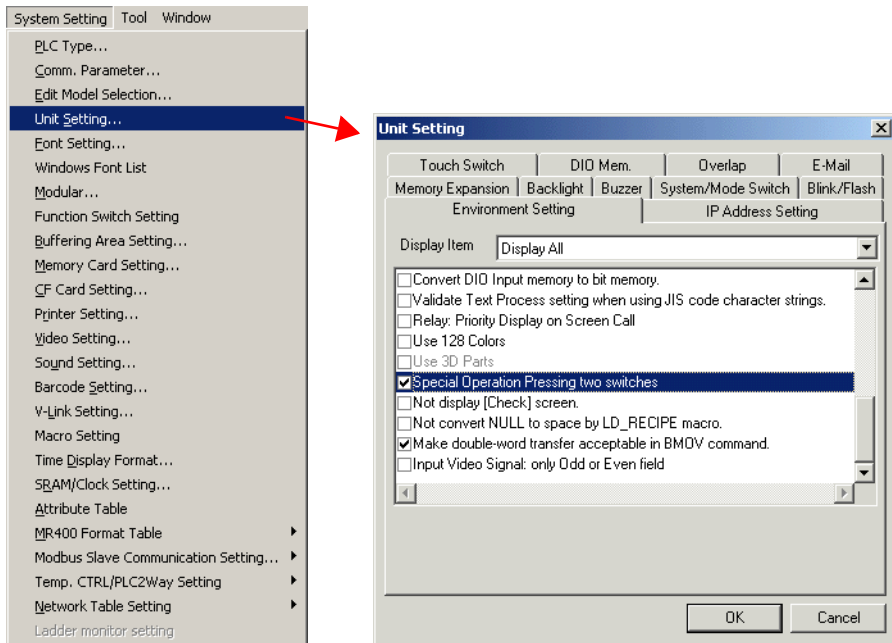 System Setting Tool Window
PLC Type...
Comm. Parameter...
Edit Model Selection...
Unit Setting...
Font Setting...
Windows Font List
Modular...
Function Switch Setting
Buffering Area Setting...
Memory Card Setting...
CF Card Setting...
Printer Setting...
Video Setting...
Sound Setting...
Barcode Setting...
V-Link Setting...
Macro Setting
Time Display Format...
SRAM/Clock Setting...
Attribute Table
MR400 Format Table
Modbus Slave Communication Setting...
Temp. CTRL/PLC2Way Setting
Network Table Setting
Ladder monitor setting
Unit Setting
Touch Switch DIO Mem. Overlap E-Mail
Memory Expansion Backlight Buzzer System/Mode Switch Blink/Flash
Environment Setting IP Address Setting
Display Item Display All
Convert DIO Input memory to bit memory.
Validate Text Process setting when using JIS code character strings.
Relay: Priority Display on Screen Call
Use 128 Colors
Use 3D Parts
Special Operation Pressing two switches
Not display [Check] screen.
Not convert NULL to space by LD_RECIPE macro.
Make double-word transfer acceptable in BMOV command.
Input Video Signal: only Odd or Even field
OK Cancel